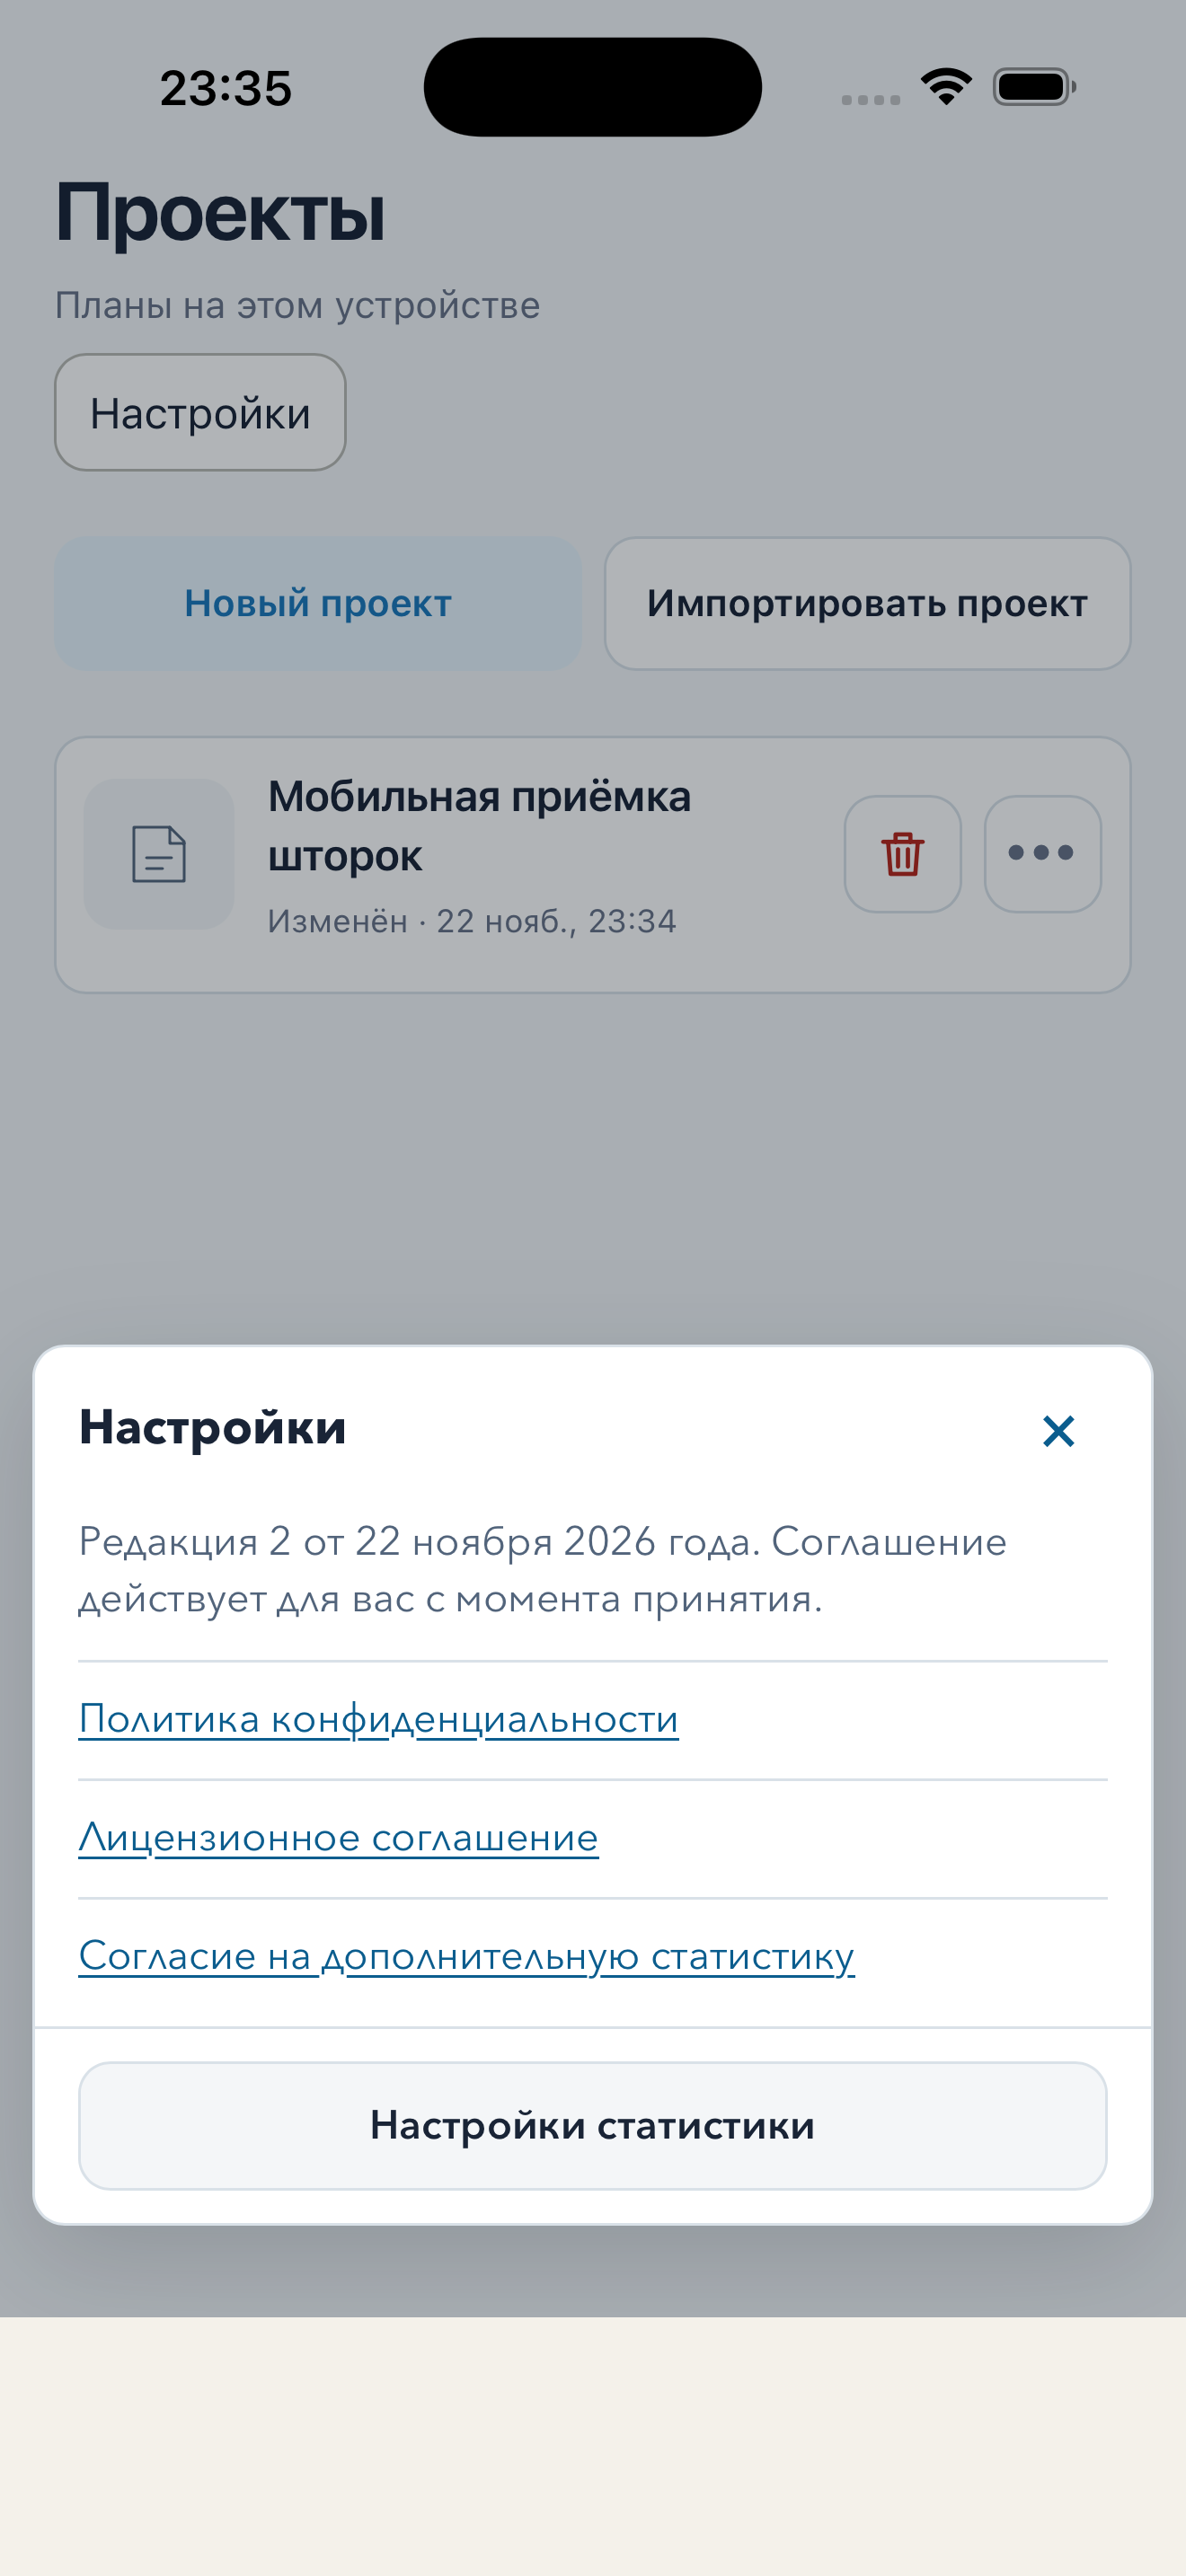 23:35
Проекты
Планы на этом устройстве
Настройки
Новый проект
Импортировать проект
Мобильная приёмка
шторок
Изменён · 22 нояб., 23:34
Настройки
Редакция 2 от 22 ноября 2026 года. Соглашение
действует для вас с момента принятия.
Политика конфиденциальности
Лицензионное соглашение
Согласие на дополнительную статистику
Настройки статистики